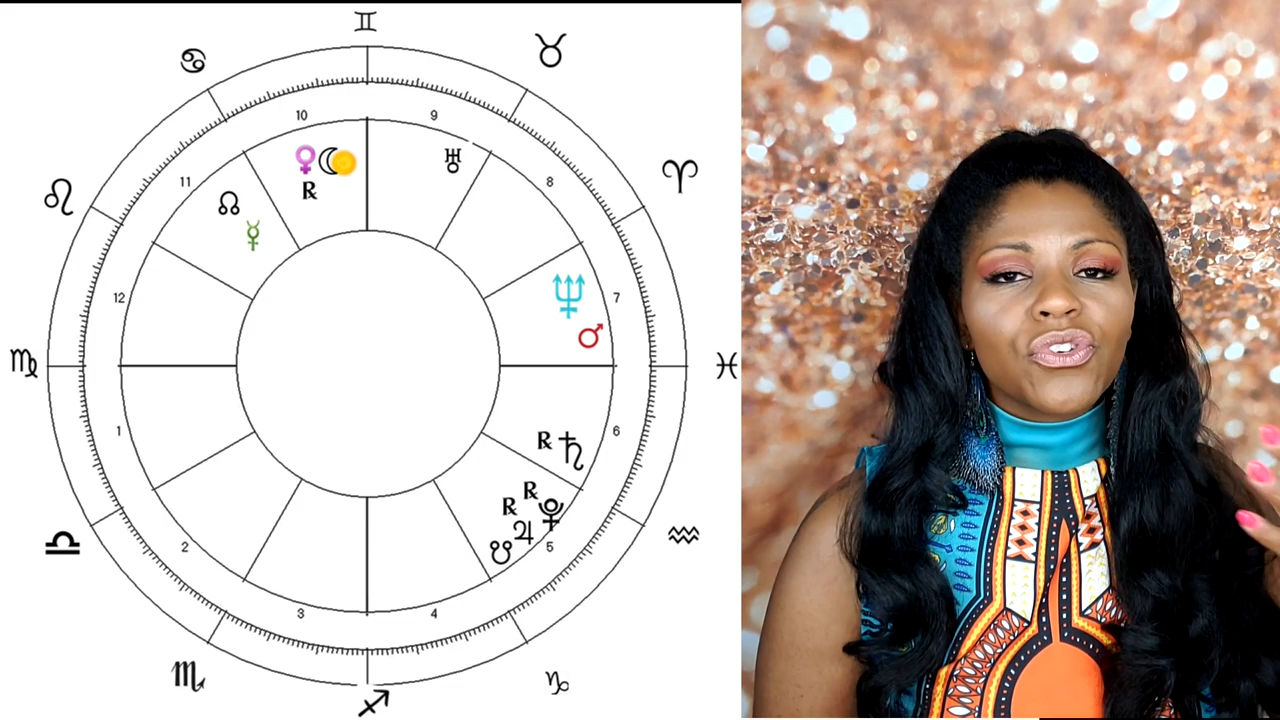 ♊
♋ ♉
10 9
♀ ☾ ♅
R
11 8
♌ ♈
☊
☿
12 7
♆
♂
♍ ♓
1 6
R ♄
R
R ♇
♃
♎ ♒
2 ☋ 5
3 4
♏ ♑
♐